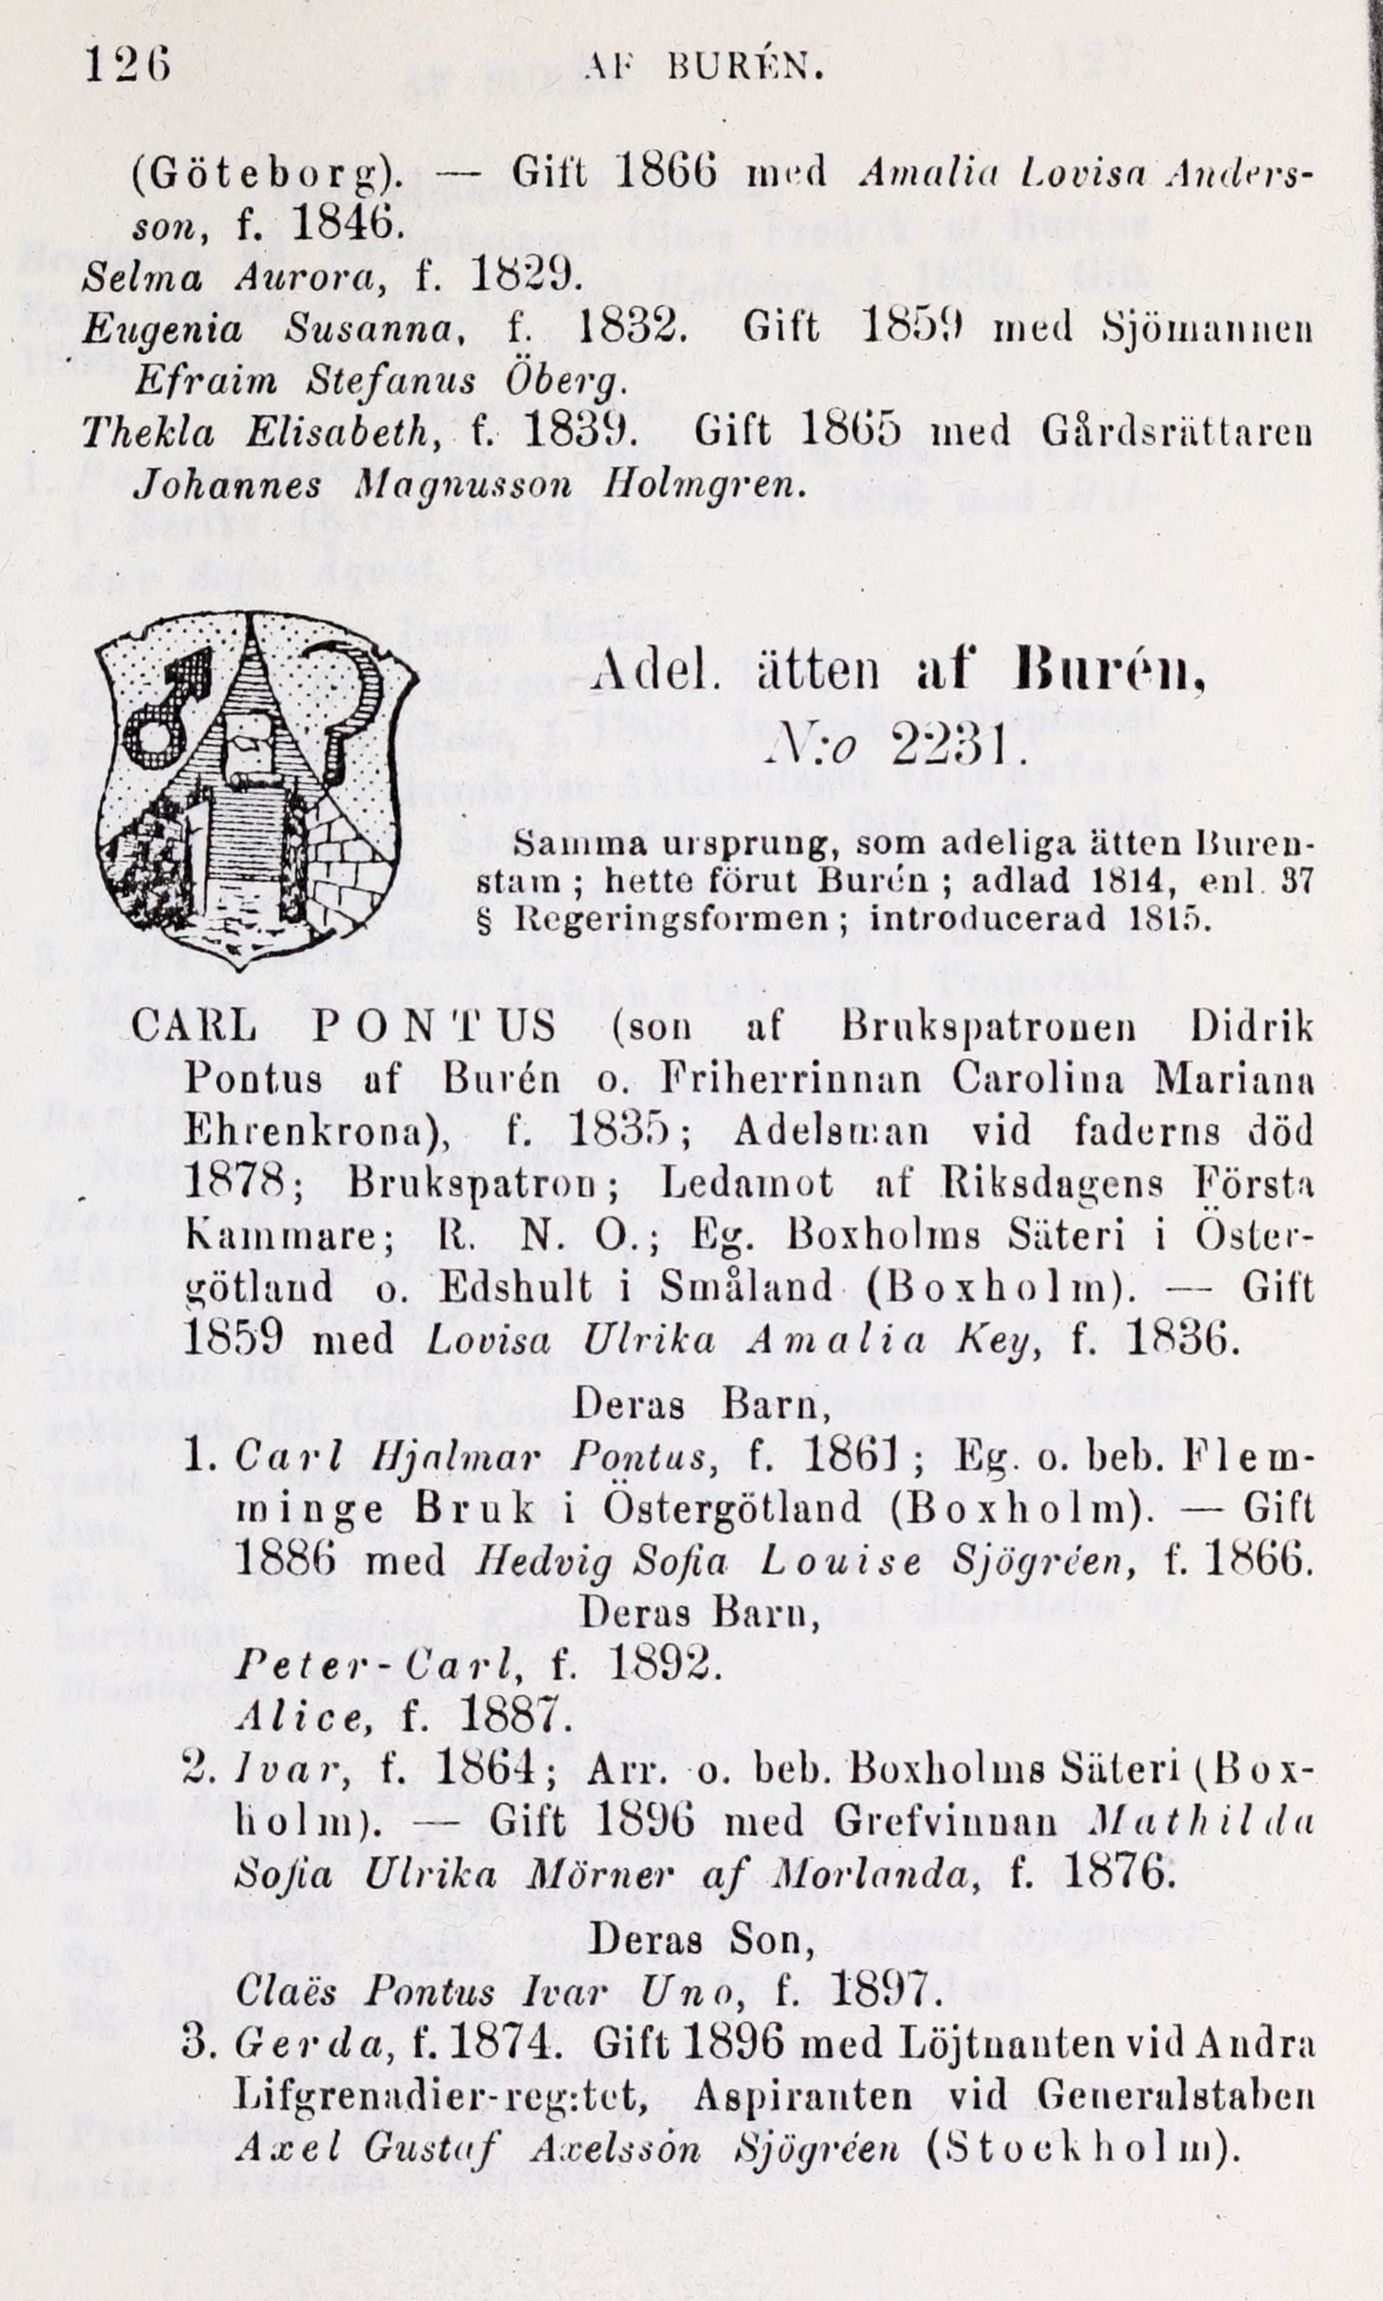 126
AF BURÉN.
(Göteborg). — Gift 1866 med Amalia Lovisa Anders-
son, f. 1846.
Selma Aurora, f. 1829.
Eugenia Susanna, f. 1832. Gift 1859 med Sjömannen
Efraim Stefanus Öberg.
Thekla Elisabeth, f. 1839. Gift 1865 med Gårdsrättaren
Johannes Magnusson Holmgren.
Adel. ätten af Burén,
N:o 2231.
Samma ursprung, som adeliga ätten Buren-
stam; hette förut Burén; adlad 1814, enl. 37
§ Regeringsformen; introducerad 1815.
CARL PONTUS (son af Brukspatronen Didrik
Pontus af Burén o. Friherrinnan Carolina Mariana
Ehrenkrona), f. 1835; Adelsman vid faderns död
1878; Brukspatron; Ledamot af Riksdagens Första
Kammare; R. N. O.; Eg. Boxholms Säteri i Öster-
götland o. Edshult i Småland (Boxholm). — Gift
1859 med Lovisa Ulrika Amalia Key, f. 1836.
Deras Barn,
1. Carl Hjalmar Pontus, f. 1861; Eg. o. beb. Flem-
minge Bruk i Östergötland (Boxholm). — Gift
1886 med Hedvig Sofia Louise Sjögréen, f. 1866.
Deras Barn,
Peter-Carl, f. 1892.
Alice, f. 1887.
2. Ivar, f. 1864; Arr. o. beb. Boxholms Säteri (Box-
holm). — Gift 1896 med Grefvinnan Mathilda
Sofia Ulrika Mörner af Morlanda, f. 1876.
Deras Son,
Claës Pontus Ivar Uno, f. 1897.
3. Gerda, f. 1874. Gift 1896 med Löjtnanten vid Andra
Lifgrenadier-reg:tet, Aspiranten vid Generalstaben
Axel Gustaf Axelsson Sjögréen (Stockholm).